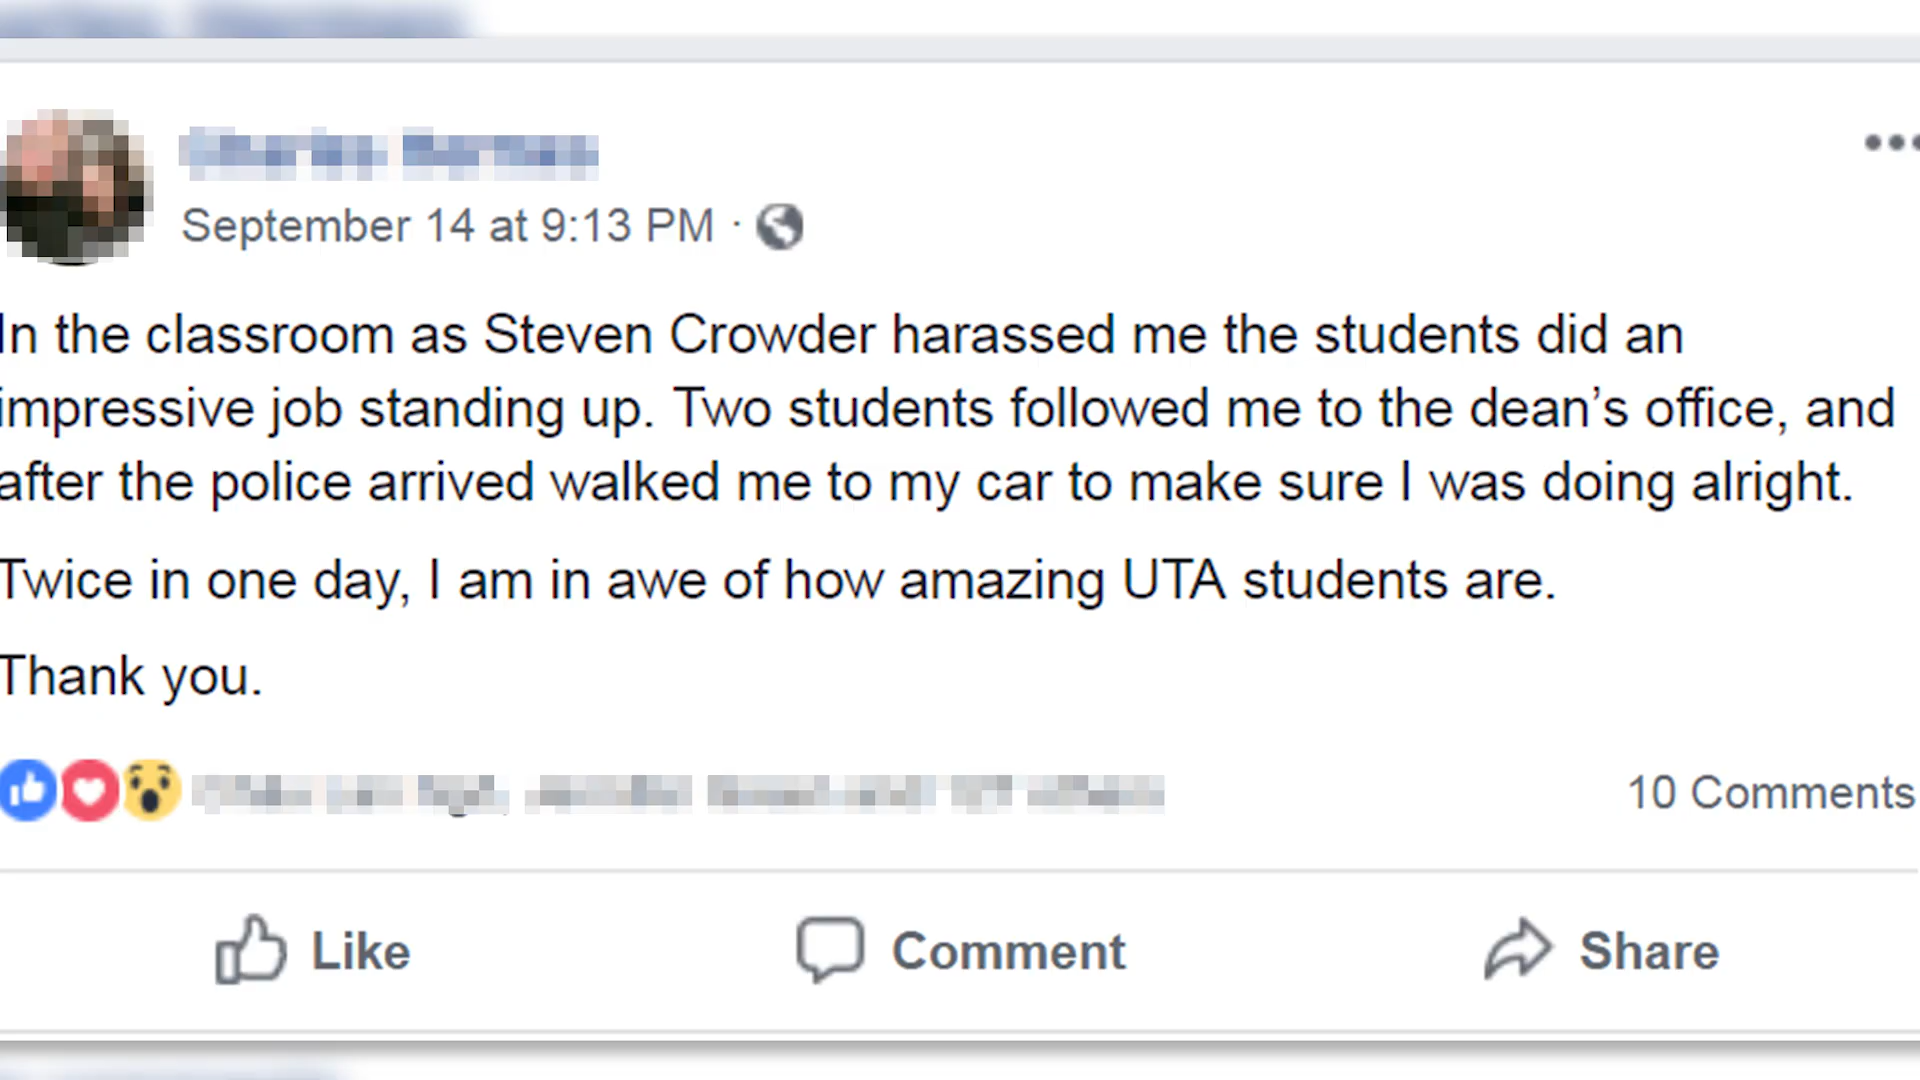 September 14 at 9:13 PM ·
In the classroom as Steven Crowder harassed me the students did an
impressive job standing up. Two students followed me to the dean's office, and
after the police arrived walked me to my car to make sure I was doing alright.
Twice in one day, I am in awe of how amazing UTA students are.
Thank you.
10 Comments
Like Comment Share